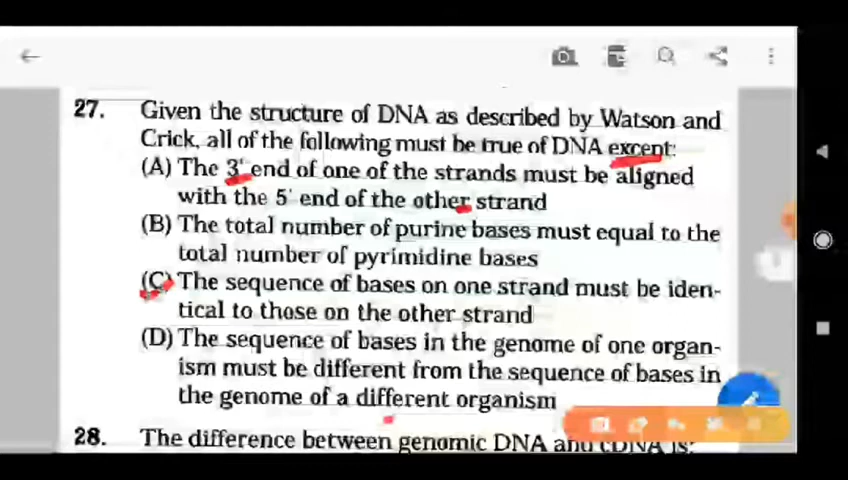 27. Given the structure of DNA as described by Watson and
Crick, all of the following must be true of DNA except:
(A) The 3' end of one of the strands must be aligned
with the 5' end of the other strand
(B) The total number of purine bases must equal to the
total number of pyrimidine bases
(C) The sequence of bases on one strand must be iden-
tical to those on the other strand
(D) The sequence of bases in the genome of one organ-
ism must be different from the sequence of bases in
the genome of a different organism
28. The difference between genomic DNA and cDNA is: